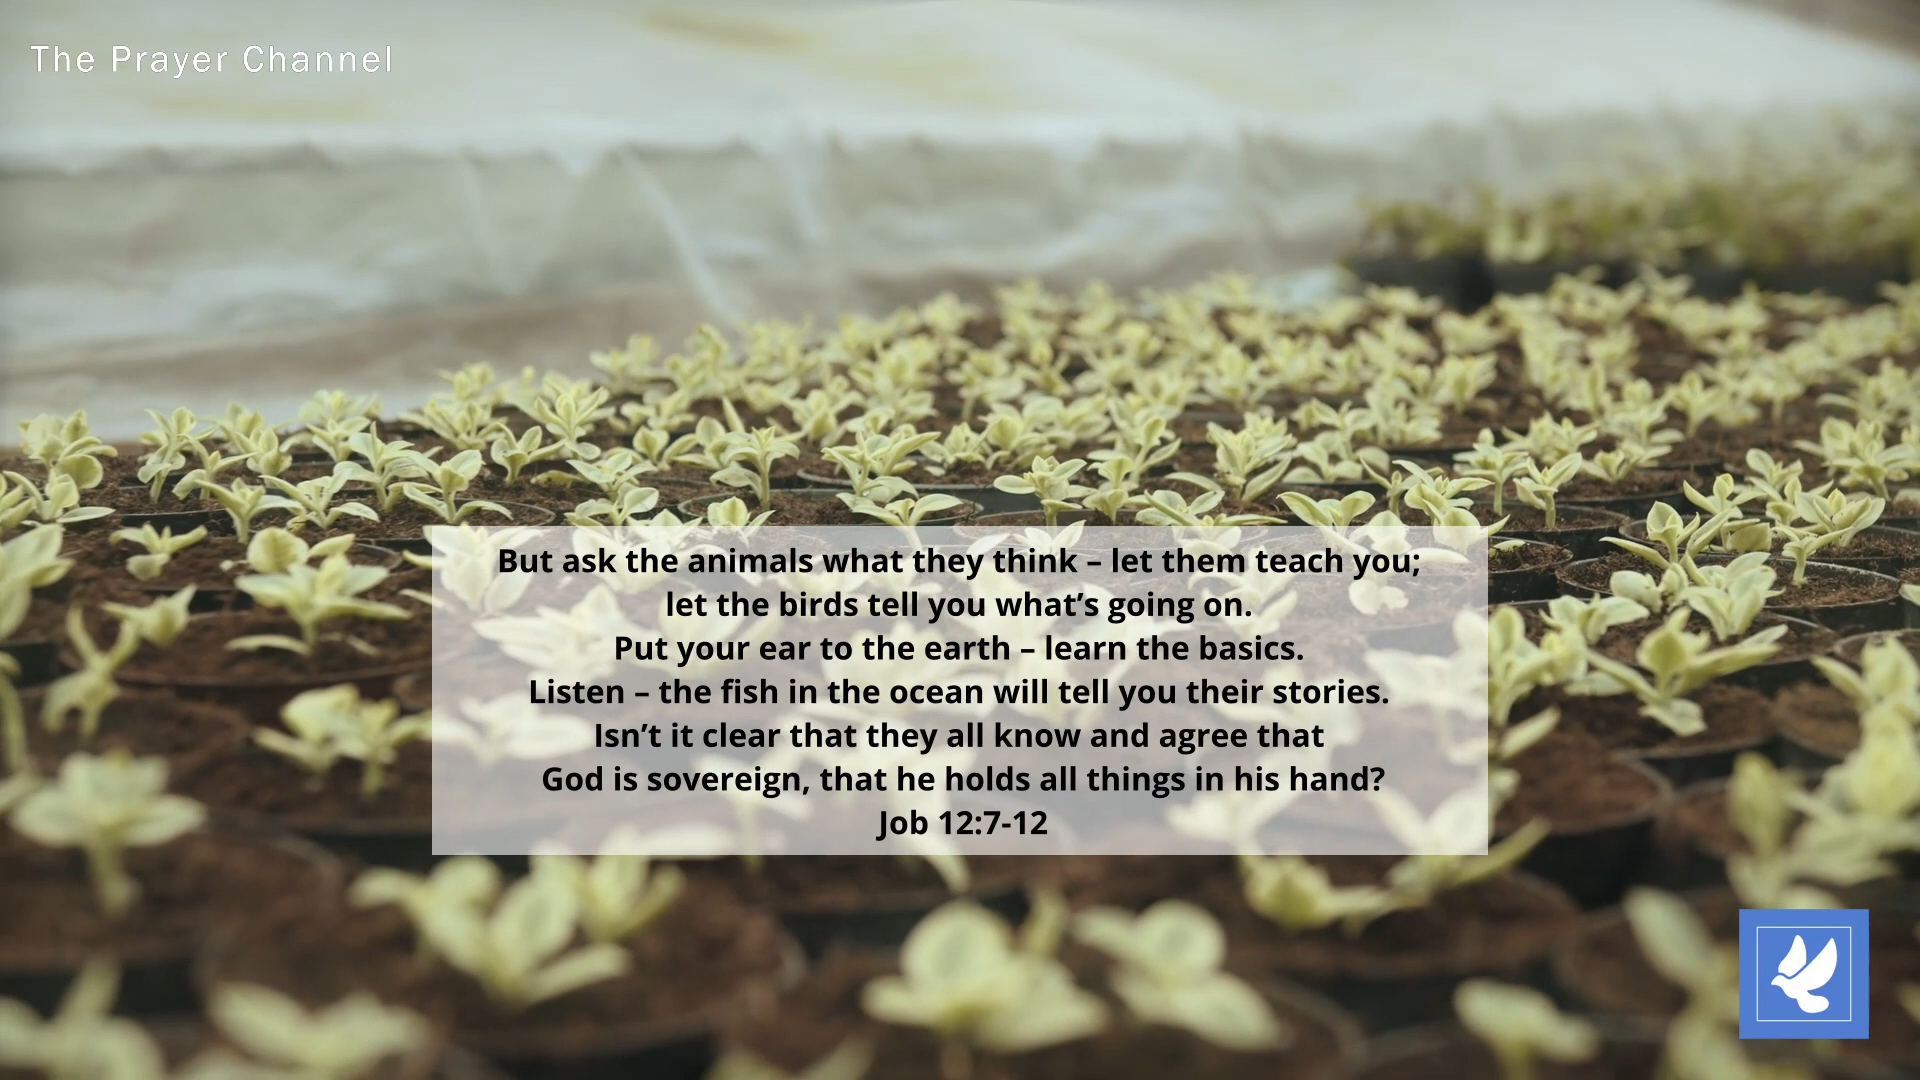 The Prayer Channel
But ask the animals what they think – let them teach you;
let the birds tell you what’s going on.
Put your ear to the earth – learn the basics.
Listen – the fish in the ocean will tell you their stories.
Isn’t it clear that they all know and agree that
God is sovereign, that he holds all things in his hand?
Job 12:7-12